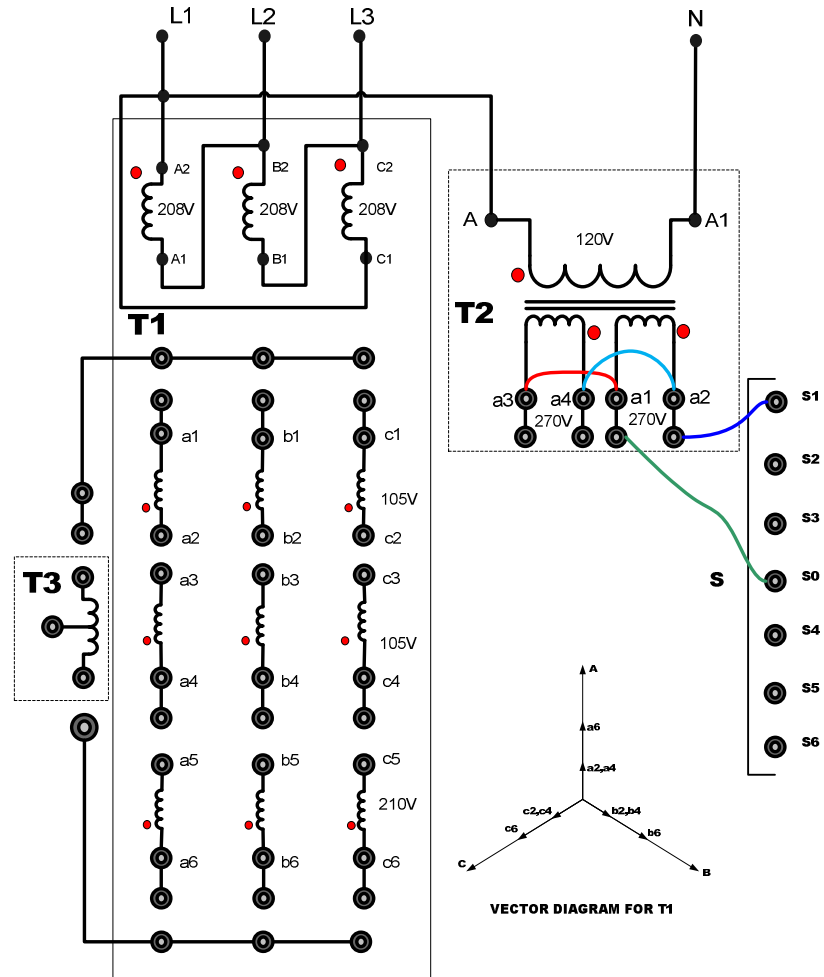 L1 L2 L3 N
A2 B2 C2
208V 208V 208V
A A1
120V
A1 B1 C1
T1
T2
a3 a4 a1 a2
270V 270V
S1
S2
S3
S0
S
S4
S5
S6
a1 b1 c1
105V
a2 b2 c2
T3
a3 b3 c3
105V
a4 b4 c4
a5 b5 c5
210V
a6 b6 c6
A
a6
a2,a4
c2,c4 b2,b4
c6 b6
C B
VECTOR DIAGRAM FOR T1